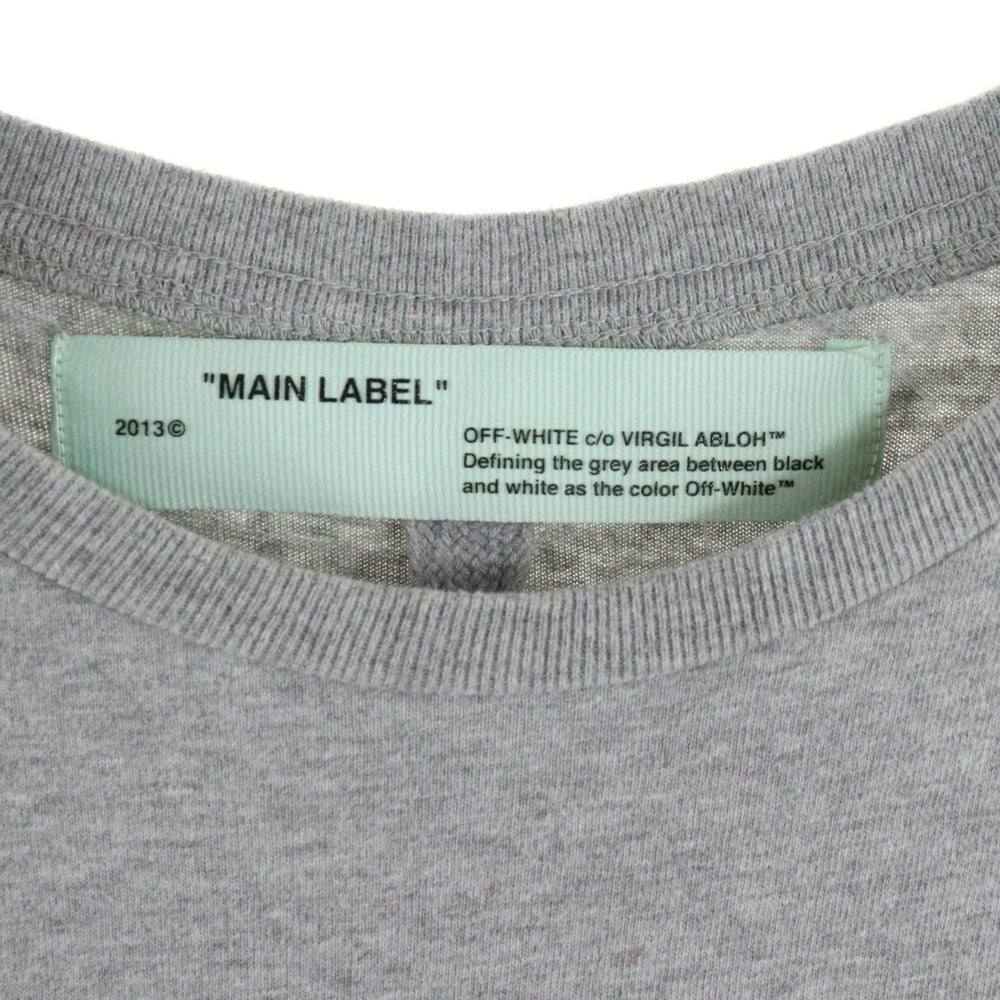 "MAIN LABEL"
2013©
OFF-WHITE c/o VIRGIL ABLOH™
Defining the grey area between black
and white as the color Off-White™